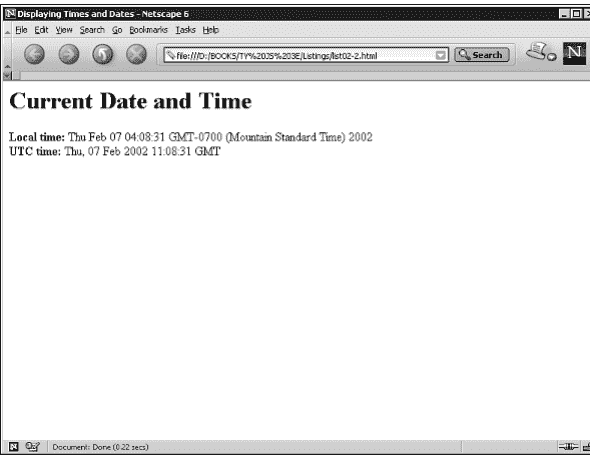 Displaying Times and Dates - Netscape 6
File Edit View Search Go Bookmarks Tasks Help
file:///D:/BOOKS/TY%20JS%203E/Listings/list02-2.html
Search
N
Current Date and Time
Local time: Thu Feb 07 04:08:31 GMT-0700 (Mountain Standard Time) 2002
UTC time: Thu, 07 Feb 2002 11:08:31 GMT
Document: Done (0.22 secs)